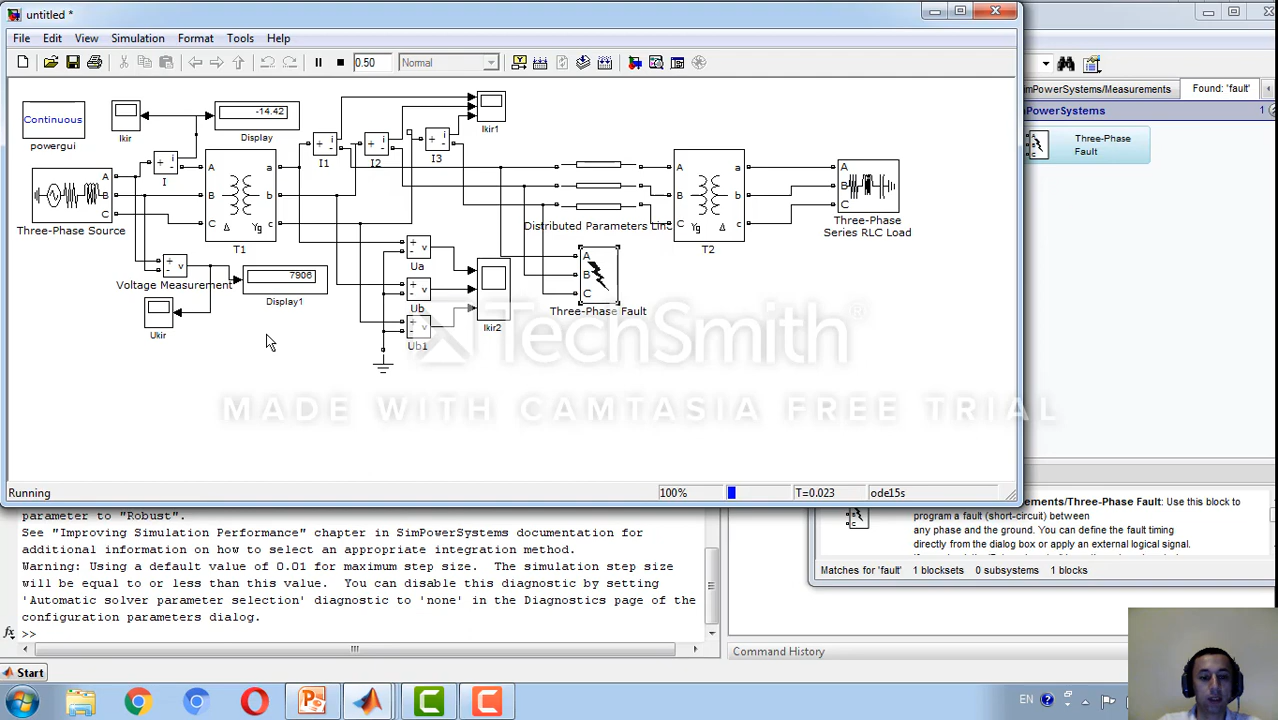 untitled *
File Edit View Simulation Format Tools Help
0.50 Normal
Continuous
powergui
Ikir
-14.42
Display
Ikir1
I
I1
I2
I3
A
B
C
Three-Phase Source
A
B
C
a
b
c
Δ
Yg
T1
Distributed Parameters Line
A
B
C
a
b
c
Yg
Δ
T2
A
B
C
Three-Phase
Series RLC Load
i
+
-
v
Voltage Measurement
7906
Display1
Ukir
Ua
Ub
Ub1
Ikir2
A
B
C
Three-Phase Fault
TechSmith®
MADE WITH CAMTASIA FREE TRIAL
Running 100% T=0.023 ode15s
imPowerSystems/Measurements Found: 'fault'
mPowerSystems 1
Three-Phase
Fault
ements/Three-Phase Fault: Use this block to
program a fault (short-circuit) between
any phase and the ground. You can define the fault timing
directly from the dialog box or apply an external logical signal.
Matches for 'fault' 1 blocksets 0 subsystems 1 blocks
parameter to "Robust".
See "Improving Simulation Performance" chapter in SimPowerSystems documentation
for additional information on how to select an appropriate integration method.
Warning: Using a default value of 0.01 for maximum step size. The simulation step size
will be equal to or less than this value. You can disable this diagnostic by setting
'Automatic solver parameter selection' diagnostic to 'none' in the Diagnostics page of the
configuration parameters dialog.
fx >>
Command History
Start
EN